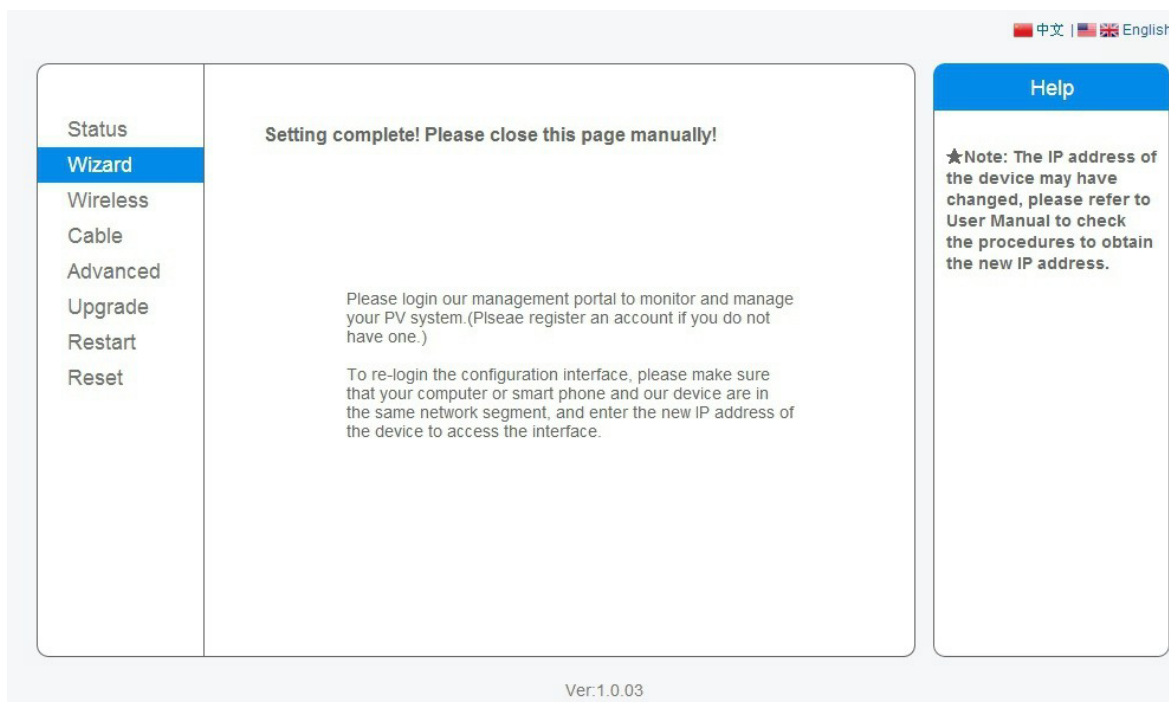 中文 | English
Help
Status
Wizard
Wireless
Cable
Advanced
Upgrade
Restart
Reset
Setting complete! Please close this page manually!
Please login our management portal to monitor and manage
your PV system.(Plseae register an account if you do not
have one.)
To re-login the configuration interface, please make sure
that your computer or smart phone and our device are in
the same network segment, and enter the new IP address of
the device to access the interface.
★Note: The IP address of
the device may have
changed, please refer to
User Manual to check
the procedures to obtain
the new IP address.
Ver:1.0.03